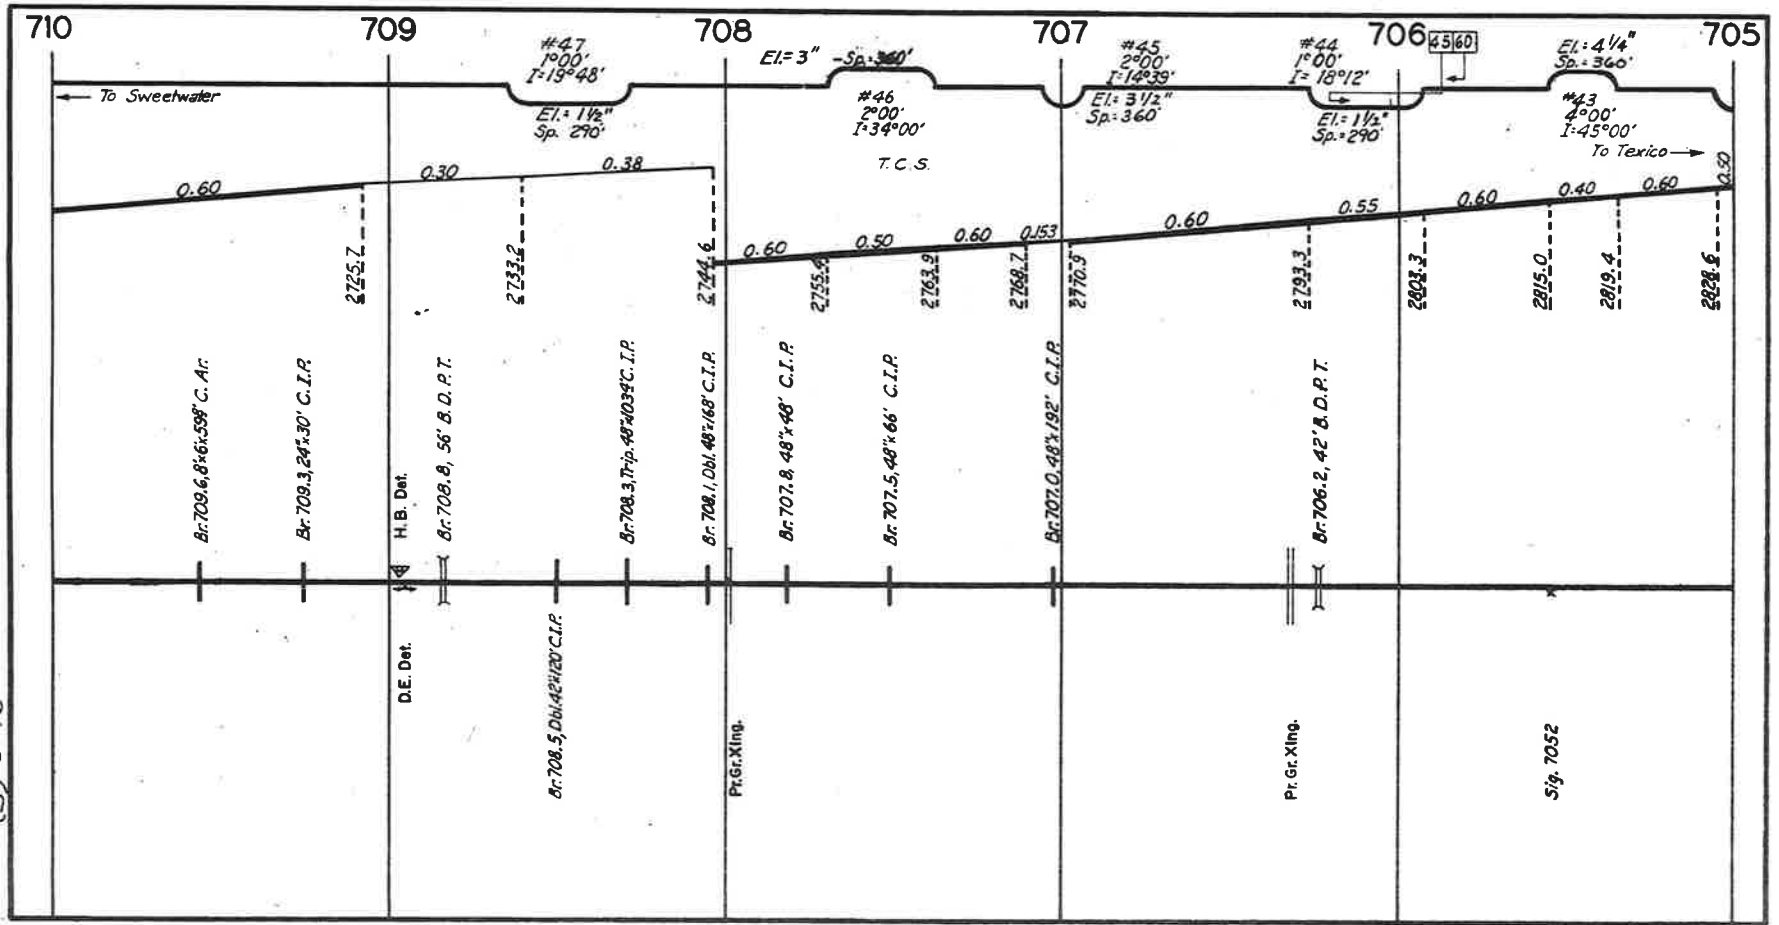 710 709 708 707 706 705
45 60
#47
1°00'
I=19°48'
El.= 1½"
Sp. 290'
El.= 3" -Sp.=360'
#46
2°00'
I=34°00'
#45
2°00'
I=14°39'
El.= 3 1/2"
Sp.=360'
#44
1°00'
I=18°12'
El.= 1½"
Sp.=290'
El.= 4 1/4"
Sp.=360'
#43
4°00'
I=45°00'
To Sweetwater
To Texico
T.C.S.
0.60 0.30 0.38
0.60 0.50 0.60 0.153 0.60 0.55 0.60 0.40 0.60 0.50
2725.7
2733.2
2744.6
2755.4
2763.9
2768.7
2770.9
2793.3
2803.3
2815.0
2819.4
2828.6
Br.709.6,8'x6'x59' C. Ar.
Br.709.3,24"x30' C.I.P.
H.B. Det.
Br.708.8, 56' B.D.P.T.
Br.708.3,Trip.48"x103'C.I.P.
Br.708.1,Dbl.48"x168' C.I.P.
Br.707.8, 48"x48' C.I.P.
Br.707.5,48"x66' C.I.P.
Br.707.0,48"x192' C.I.P.
Br.706.2, 42' B.D.P.T.
D.E. Det.
Br.708.5,Dbl.42"x120'C.I.P.
Pr.Gr.Xing.
Pr.Gr.Xing.
Sig. 7052